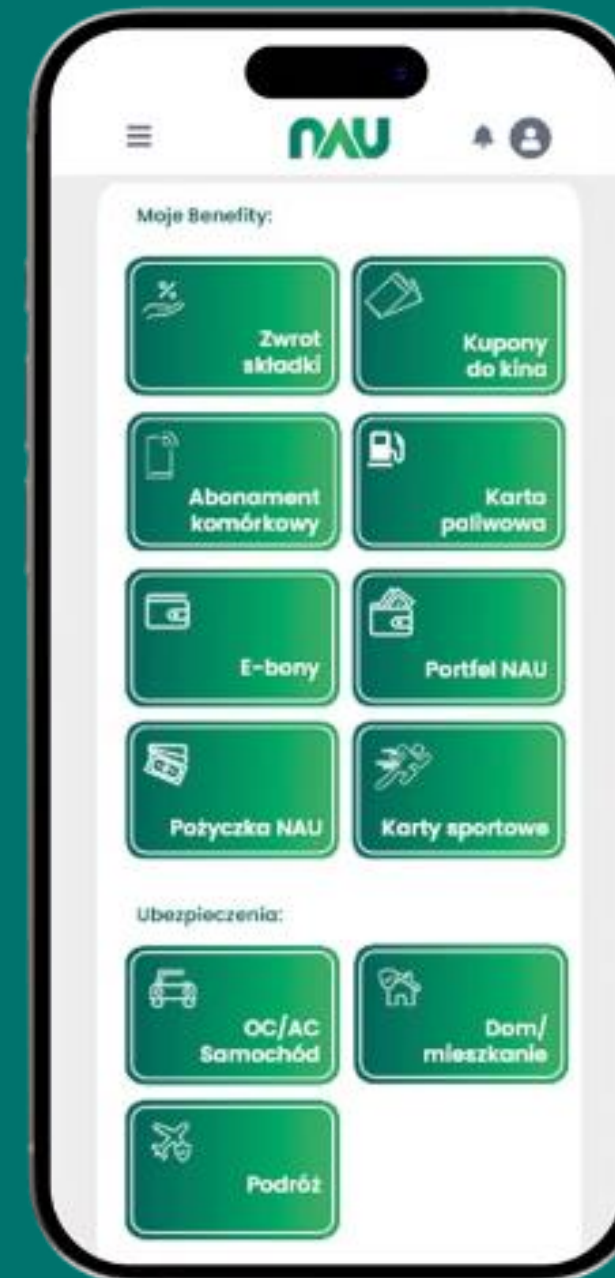 NAU
Moje Benefity:
%
Zwrot
składki
Kupony
do kina
Abonament
komórkowy
Karta
paliwowa
E-bony
Portfel NAU
Pożyczka NAU
Karty sportowe
Ubezpieczenia:
OC/AC
Samochód
Dom/
mieszkanie
Podróż